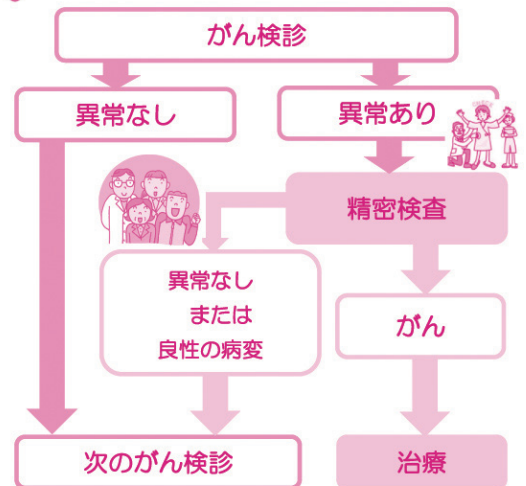 がん検診
異常なし
異常あり
精密検査
異常なし
または
良性の病変
がん
次のがん検診
治療